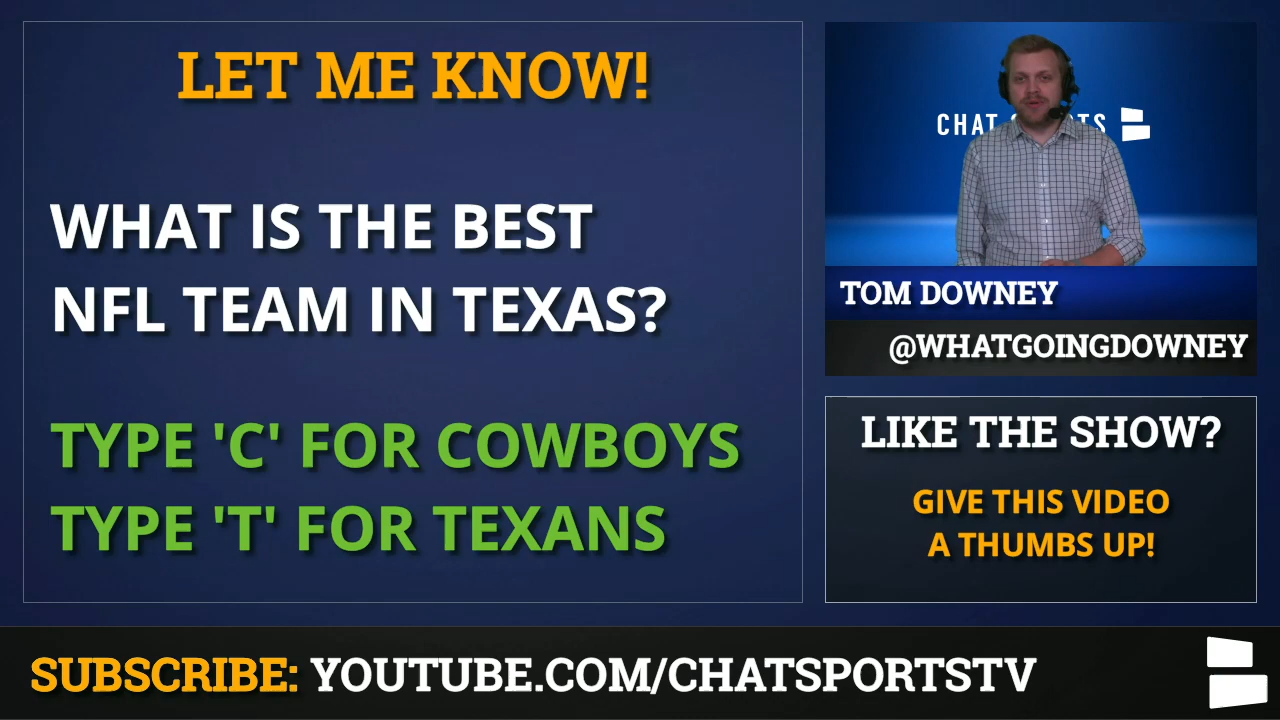 LET ME KNOW!
WHAT IS THE BEST
NFL TEAM IN TEXAS?
TYPE 'C' FOR COWBOYS
TYPE 'T' FOR TEXANS
TOM DOWNEY
@WHATGOINGDOWNEY
LIKE THE SHOW?
GIVE THIS VIDEO
A THUMBS UP!
SUBSCRIBE: YOUTUBE.COM/CHATSPORTSTV